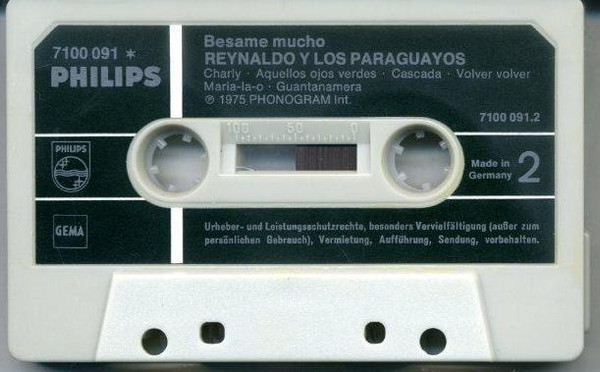 7100 091 *
PHILIPS
Besame mucho
REYNALDO Y LOS PARAGUAYOS
Charly · Aquellos ojos verdes · Cascada · Volver volver
Maria-la-o · Guantanamera
℗ 1975 PHONOGRAM Int.
7100 091.2
100 50 0
PHILIPS
Made in
Germany
2
GEMA
Urheber- und Leistungsschutzrechte, besonders Vervielfältigung (außer zum
persönlichen Gebrauch), Vermietung, Aufführung, Sendung, vorbehalten.